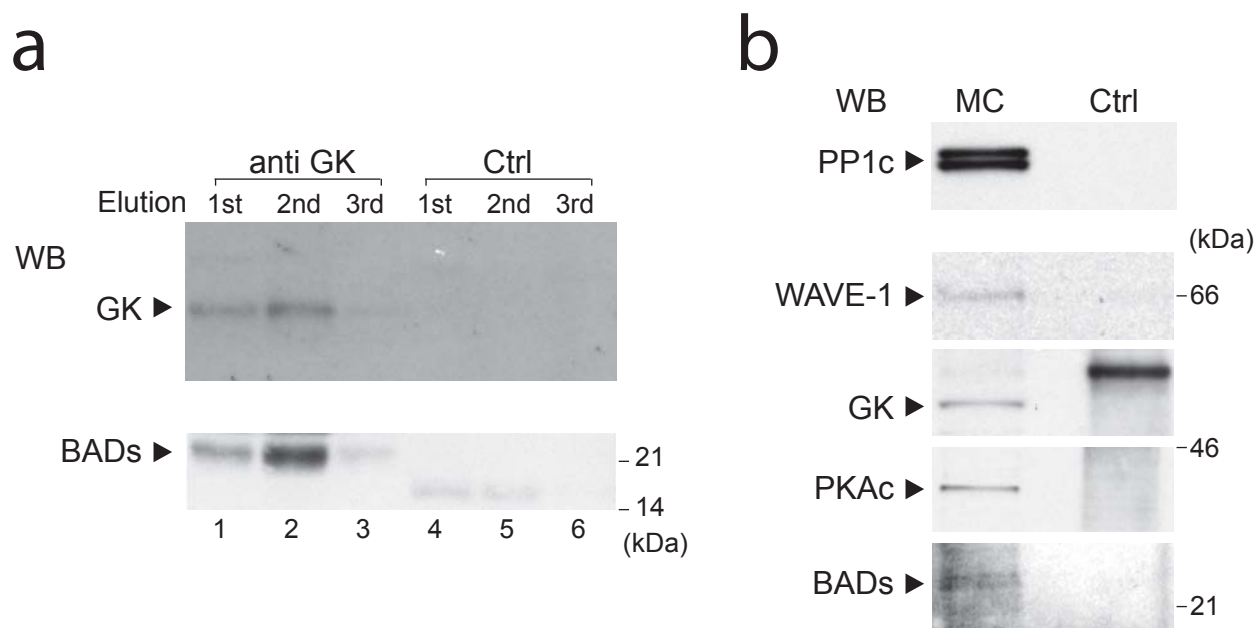 a
anti GK Ctrl
Elution 1st 2nd 3rd 1st 2nd 3rd
WB
GK
BADs
21
14
1 2 3 4 5 6
(kDa)
b
WB MC Ctrl
PP1c
(kDa)
WAVE-1
66
GK
46
PKAc
BADs
21